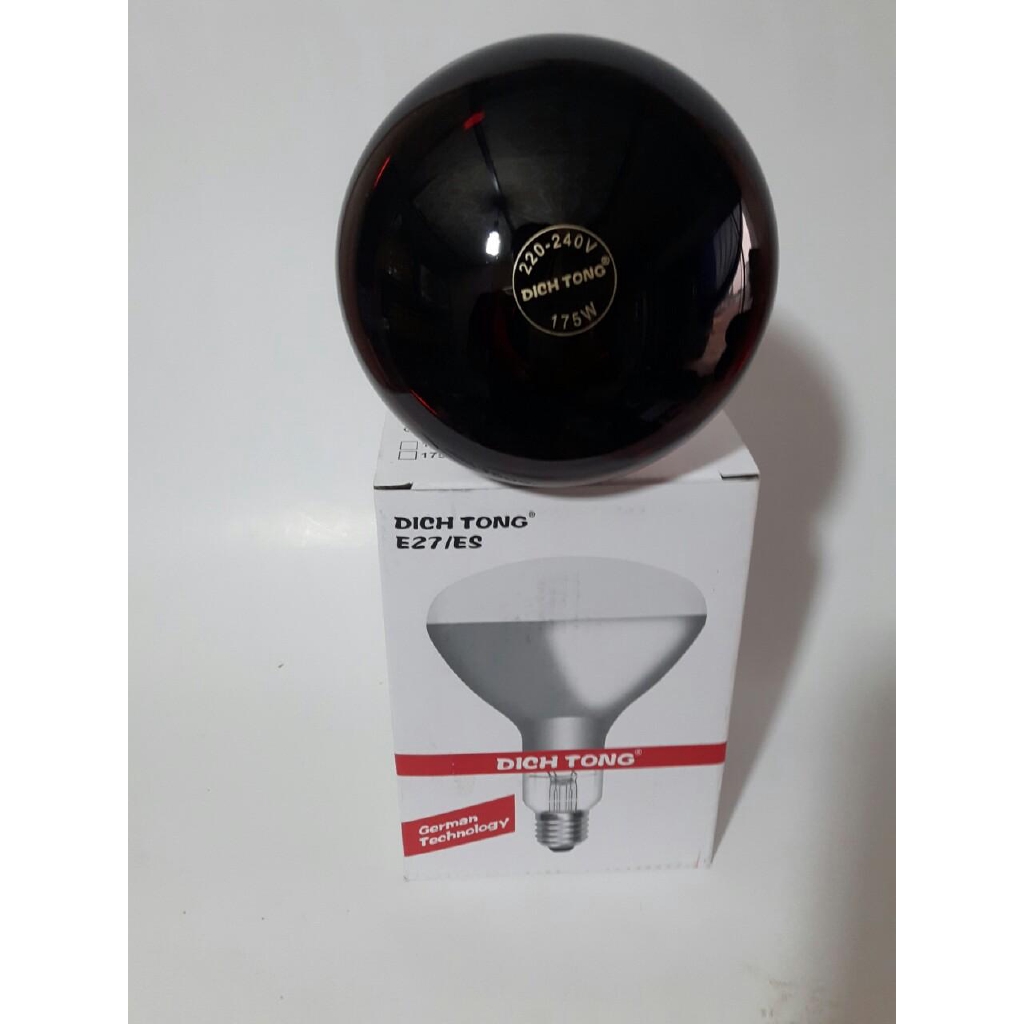 220-240V
DICH TONG®
175W
DICH TONG®
E27/ES
DICH TONG®
German
Technology